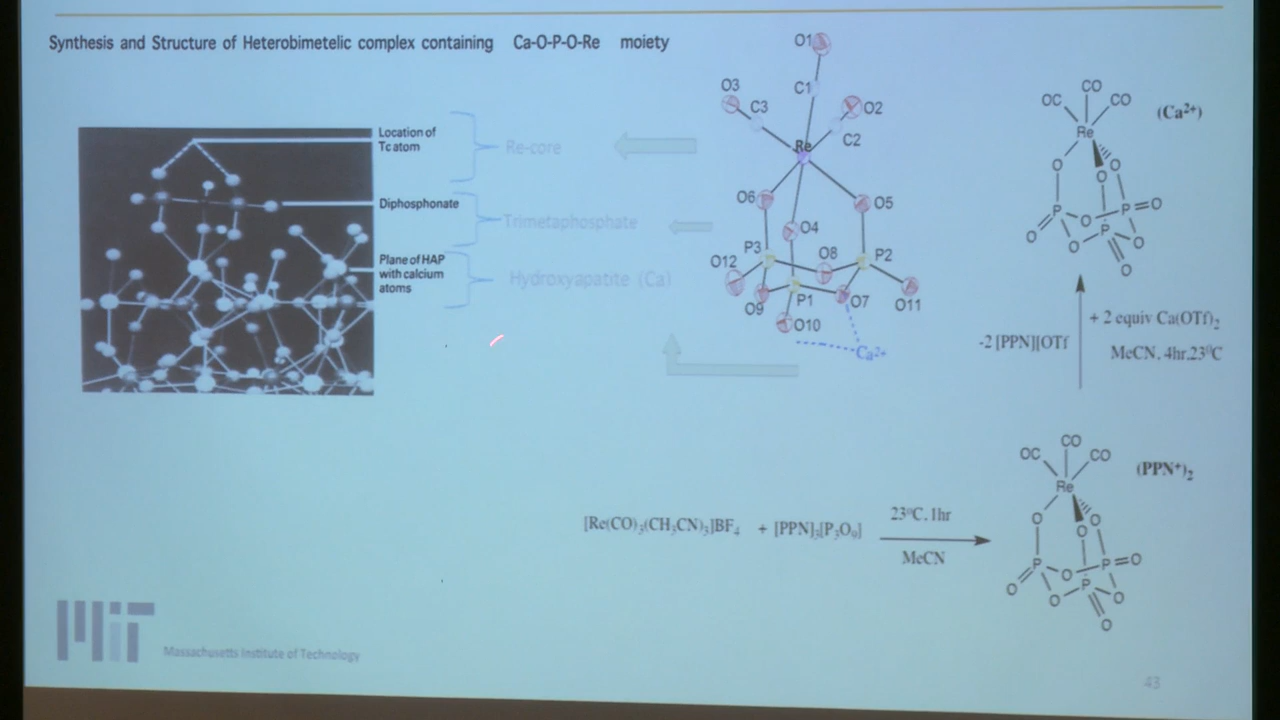 Synthesis and Structure of Heterobimetelic complex containing Ca-O-P-O-Re moiety
Location of
Tc atom
Diphosphonate
Plane of HAP
with calcium
atoms
Re-core
Trimetaphosphate
Hydroxyapatite (Ca)
O1
C1
O3
C3
O2
C2
Re
O6
O5
O4
P3
O8
P2
O12
O9
P1
O7
O11
O10
Ca²⁺
OC CO CO
(Ca²⁺)
Re
O O O
P O P =O
O O P O
O
+ 2 equiv Ca(OTf)₂
-2 [PPN][OTf
MeCN, 4hr.23⁰C
[Re(CO)₃(CH₃CN)₃]BF₄ + [PPN]₃[P₃O₉]
23⁰C, 1hr
MeCN
OC CO CO
(PPN⁺)₂
Re
O O O
P O P =O
O O P O
O
MIT
Massachusetts Institute of Technology
43